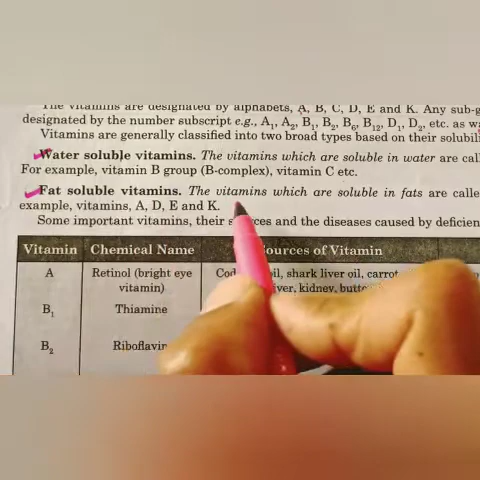 The vitamins are designated by alphabets, A, B, C, D, E and K. Any sub-g
designated by the number subscript e.g., A₁, A₂, B₁, B₂, B₆, B₁₂, D₁, D₂, etc. as w
Vitamins are generally classified into two broad types based on their solubili
Water soluble vitamins. The vitamins which are soluble in water are cal
For example, vitamin B group (B-complex), vitamin C etc.
Fat soluble vitamins. The vitamins which are soluble in fats are calle
example, vitamins, A, D, E and K.
Some important vitamins, their s ces and the diseases caused by deficien
Vitamin Chemical Name ources of Vitamin
A Retinol (bright eye vitamin) Cod il, shark liver oil, carrot
iver, kidney, butte
B₁ Thiamine
B₂ Riboflavin